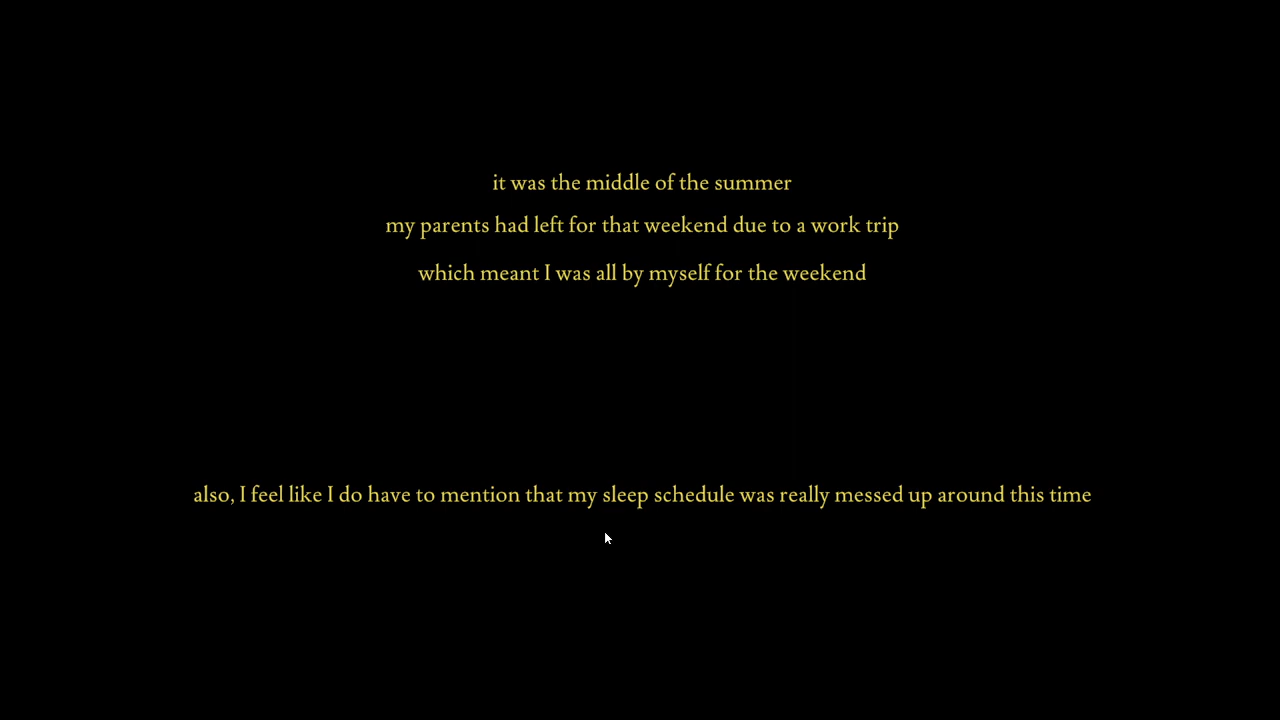 it was the middle of the summer
my parents had left for that weekend due to a work trip
which meant I was all by myself for the weekend
also, I feel like I do have to mention that my sleep schedule was really messed up around this time